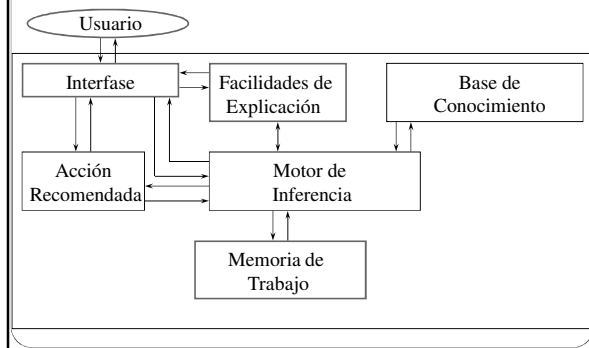 Usuario
Interfase
Facilidades de
Explicación
Base de
Conocimiento
Acción
Recomendada
Motor de
Inferencia
Memoria de
Trabajo